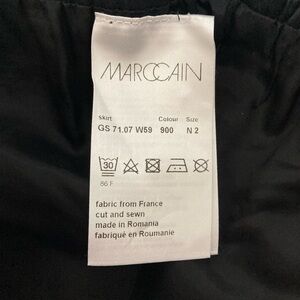 MARCCAIN
skirt Colour Size
GS 71.07 W59 900 N 2
30
86 F
fabric from France
cut and sewn
made in Romania
fabriqué en Roumanie